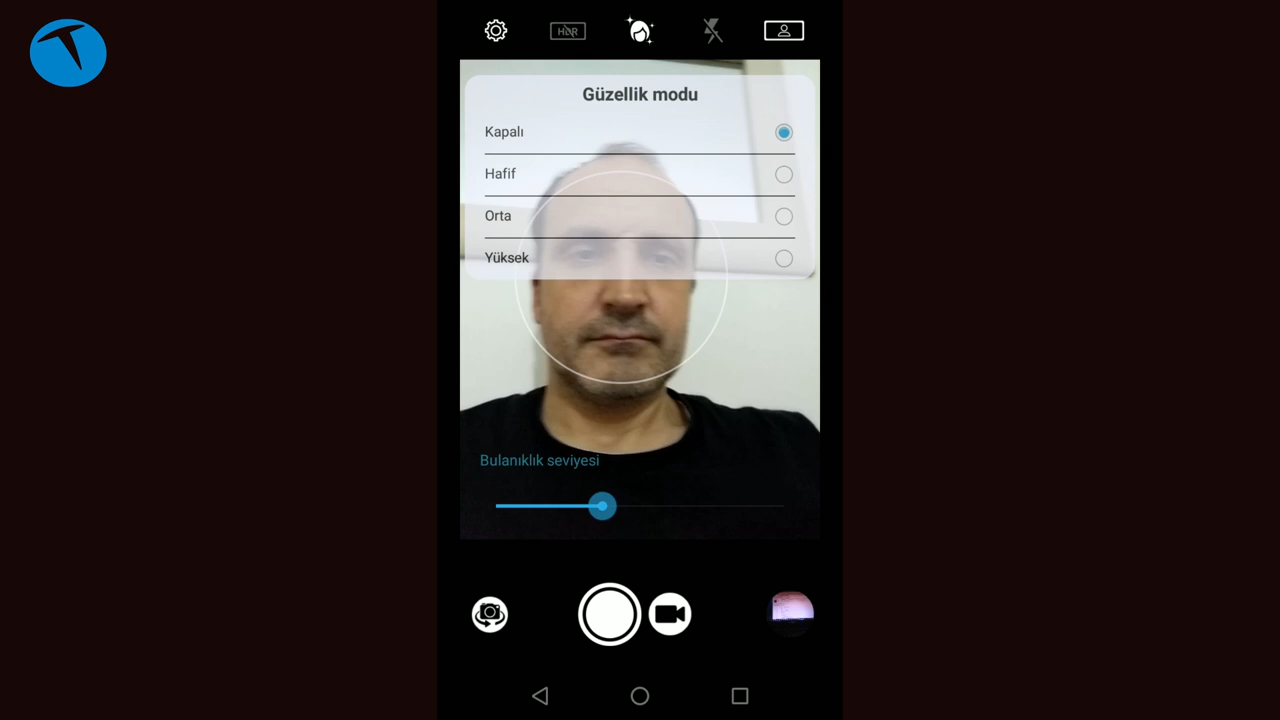 HDR
Güzellik modu
Kapalı
Hafif
Orta
Yüksek
Bulanıklık seviyesi